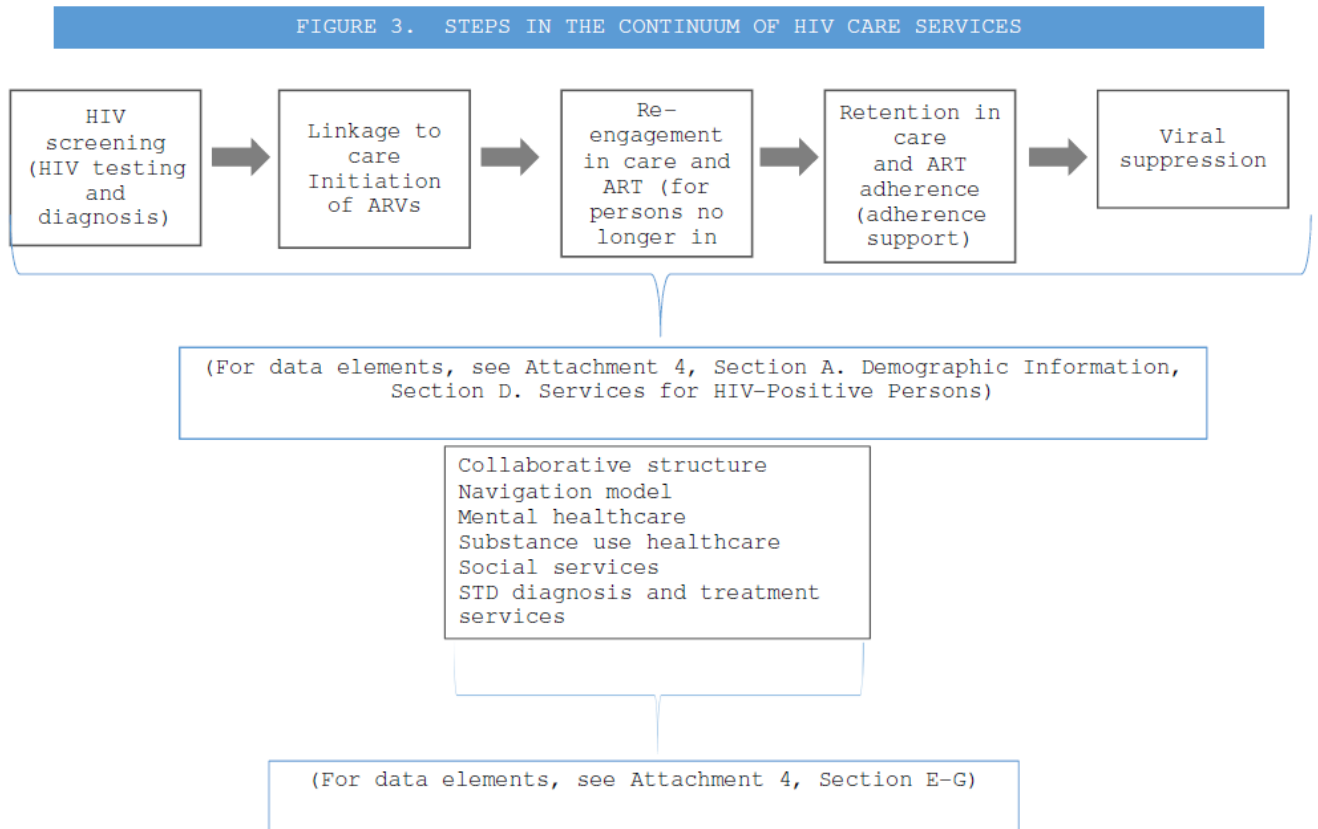 FIGURE 3. STEPS IN THE CONTINUUM OF HIV CARE SERVICES
HIV
screening
(HIV testing
and
diagnosis)
Linkage to
care
Initiation
of ARVs
Re-
engagement
in care and
ART (for
persons no
longer in
Retention in
care
and ART
adherence
(adherence
support)
Viral
suppression
(For data elements, see Attachment 4, Section A. Demographic Information,
Section D. Services for HIV-Positive Persons)
Collaborative structure
Navigation model
Mental healthcare
Substance use healthcare
Social services
STD diagnosis and treatment
services
(For data elements, see Attachment 4, Section E-G)